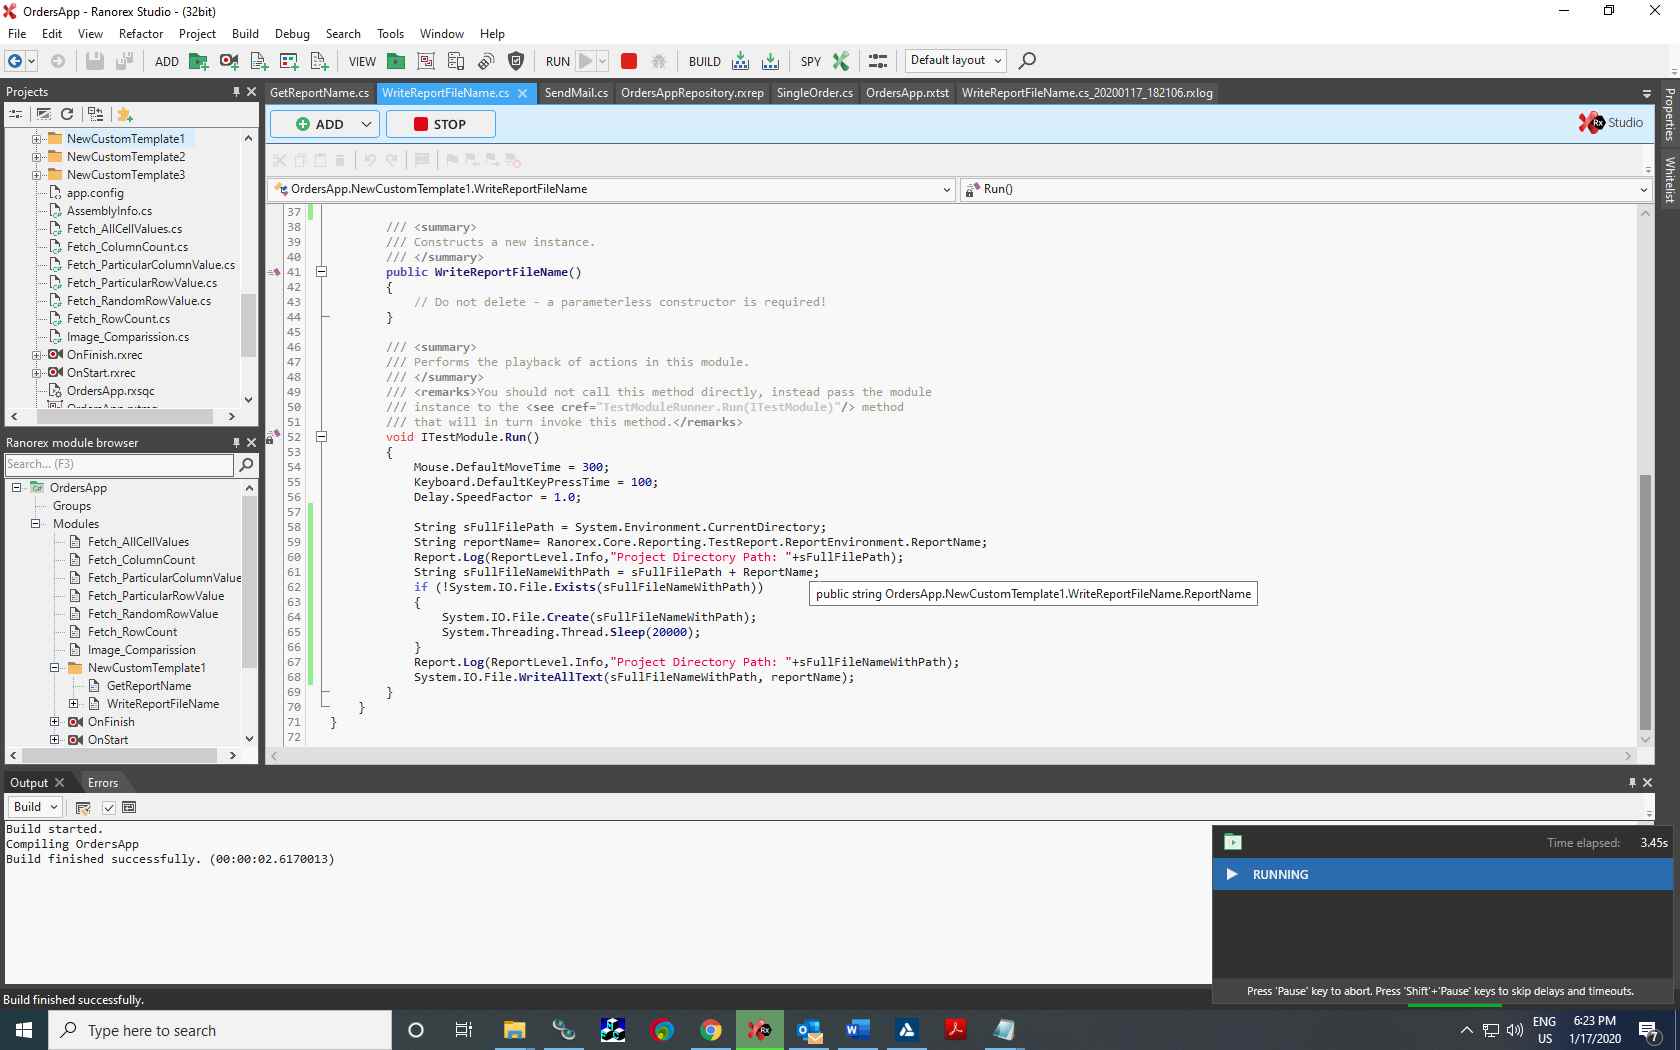 OrdersApp - Ranorex Studio - (32bit)
File Edit View Refactor Project Build Debug Search Tools Window Help
ADD VIEW RUN BUILD SPY Default layout
Projects
NewCustomTemplate1
NewCustomTemplate2
NewCustomTemplate3
app.config
AssemblyInfo.cs
Fetch_AllCellValues.cs
Fetch_ColumnCount.cs
Fetch_ParticularColumnValue.cs
Fetch_ParticularRowValue.cs
Fetch_RandomRowValue.cs
Fetch_RowCount.cs
Image_Comparission.cs
OnFinish.rxrec
OnStart.rxrec
OrdersApp.rxsqc
Ranorex module browser
Search... (F3)
OrdersApp
Groups
Modules
Fetch_AllCellValues
Fetch_ColumnCount
Fetch_ParticularColumnValue
Fetch_ParticularRowValue
Fetch_RandomRowValue
Fetch_RowCount
Image_Comparission
NewCustomTemplate1
GetReportName
WriteReportFileName
OnFinish
OnStart
GetReportName.cs WriteReportFileName.cs SendMail.cs OrdersAppRepository.rxrep SingleOrder.cs OrdersApp.rxtst WriteReportFileName.cs_20200117_182106.rxlog
ADD STOP Rx Studio
OrdersApp.NewCustomTemplate1.WriteReportFileName Run()
37
38 /// <summary>
39 /// Constructs a new instance.
40 /// </summary>
41 public WriteReportFileName()
42 {
43 // Do not delete - a parameterless constructor is required!
44 }
45
46 /// <summary>
47 /// Performs the playback of actions in this module.
48 /// </summary>
49 /// <remarks>You should not call this method directly, instead pass the module
50 /// instance to the <see cref="TestModuleRunner.Run(ITestModule)"/> method
51 /// that will in turn invoke this method.</remarks>
52 void ITestModule.Run()
53 {
54 Mouse.DefaultMoveTime = 300;
55 Keyboard.DefaultKeyPressTime = 100;
56 Delay.SpeedFactor = 1.0;
57
58 String sFullFilePath = System.Environment.CurrentDirectory;
59 String reportName= Ranorex.Core.Reporting.TestReport.ReportEnvironment.ReportName;
60 Report.Log(ReportLevel.Info,"Project Directory Path: "+sFullFilePath);
61 String sFullFileNameWithPath = sFullFilePath + ReportName;
62 if (!System.IO.File.Exists(sFullFileNameWithPath))
public string OrdersApp.NewCustomTemplate1.WriteReportFileName.ReportName
63 {
64 System.IO.File.Create(sFullFileNameWithPath);
65 System.Threading.Thread.Sleep(20000);
66 }
67 Report.Log(ReportLevel.Info,"Project Directory Path: "+sFullFileNameWithPath);
68 System.IO.File.WriteAllText(sFullFileNameWithPath, reportName);
69 }
70 }
71 }
72
Properties
Whitelist
Output Errors
Build
Build started.
Compiling OrdersApp
Build finished successfully. (00:00:02.6170013)
Time elapsed: 3.45s
RUNNING
Press 'Pause' key to abort. Press 'Shift'+'Pause' keys to skip delays and timeouts.
Build finished successfully.
Type here to search
Rx
ENG
US
6:23 PM
1/17/2020
7